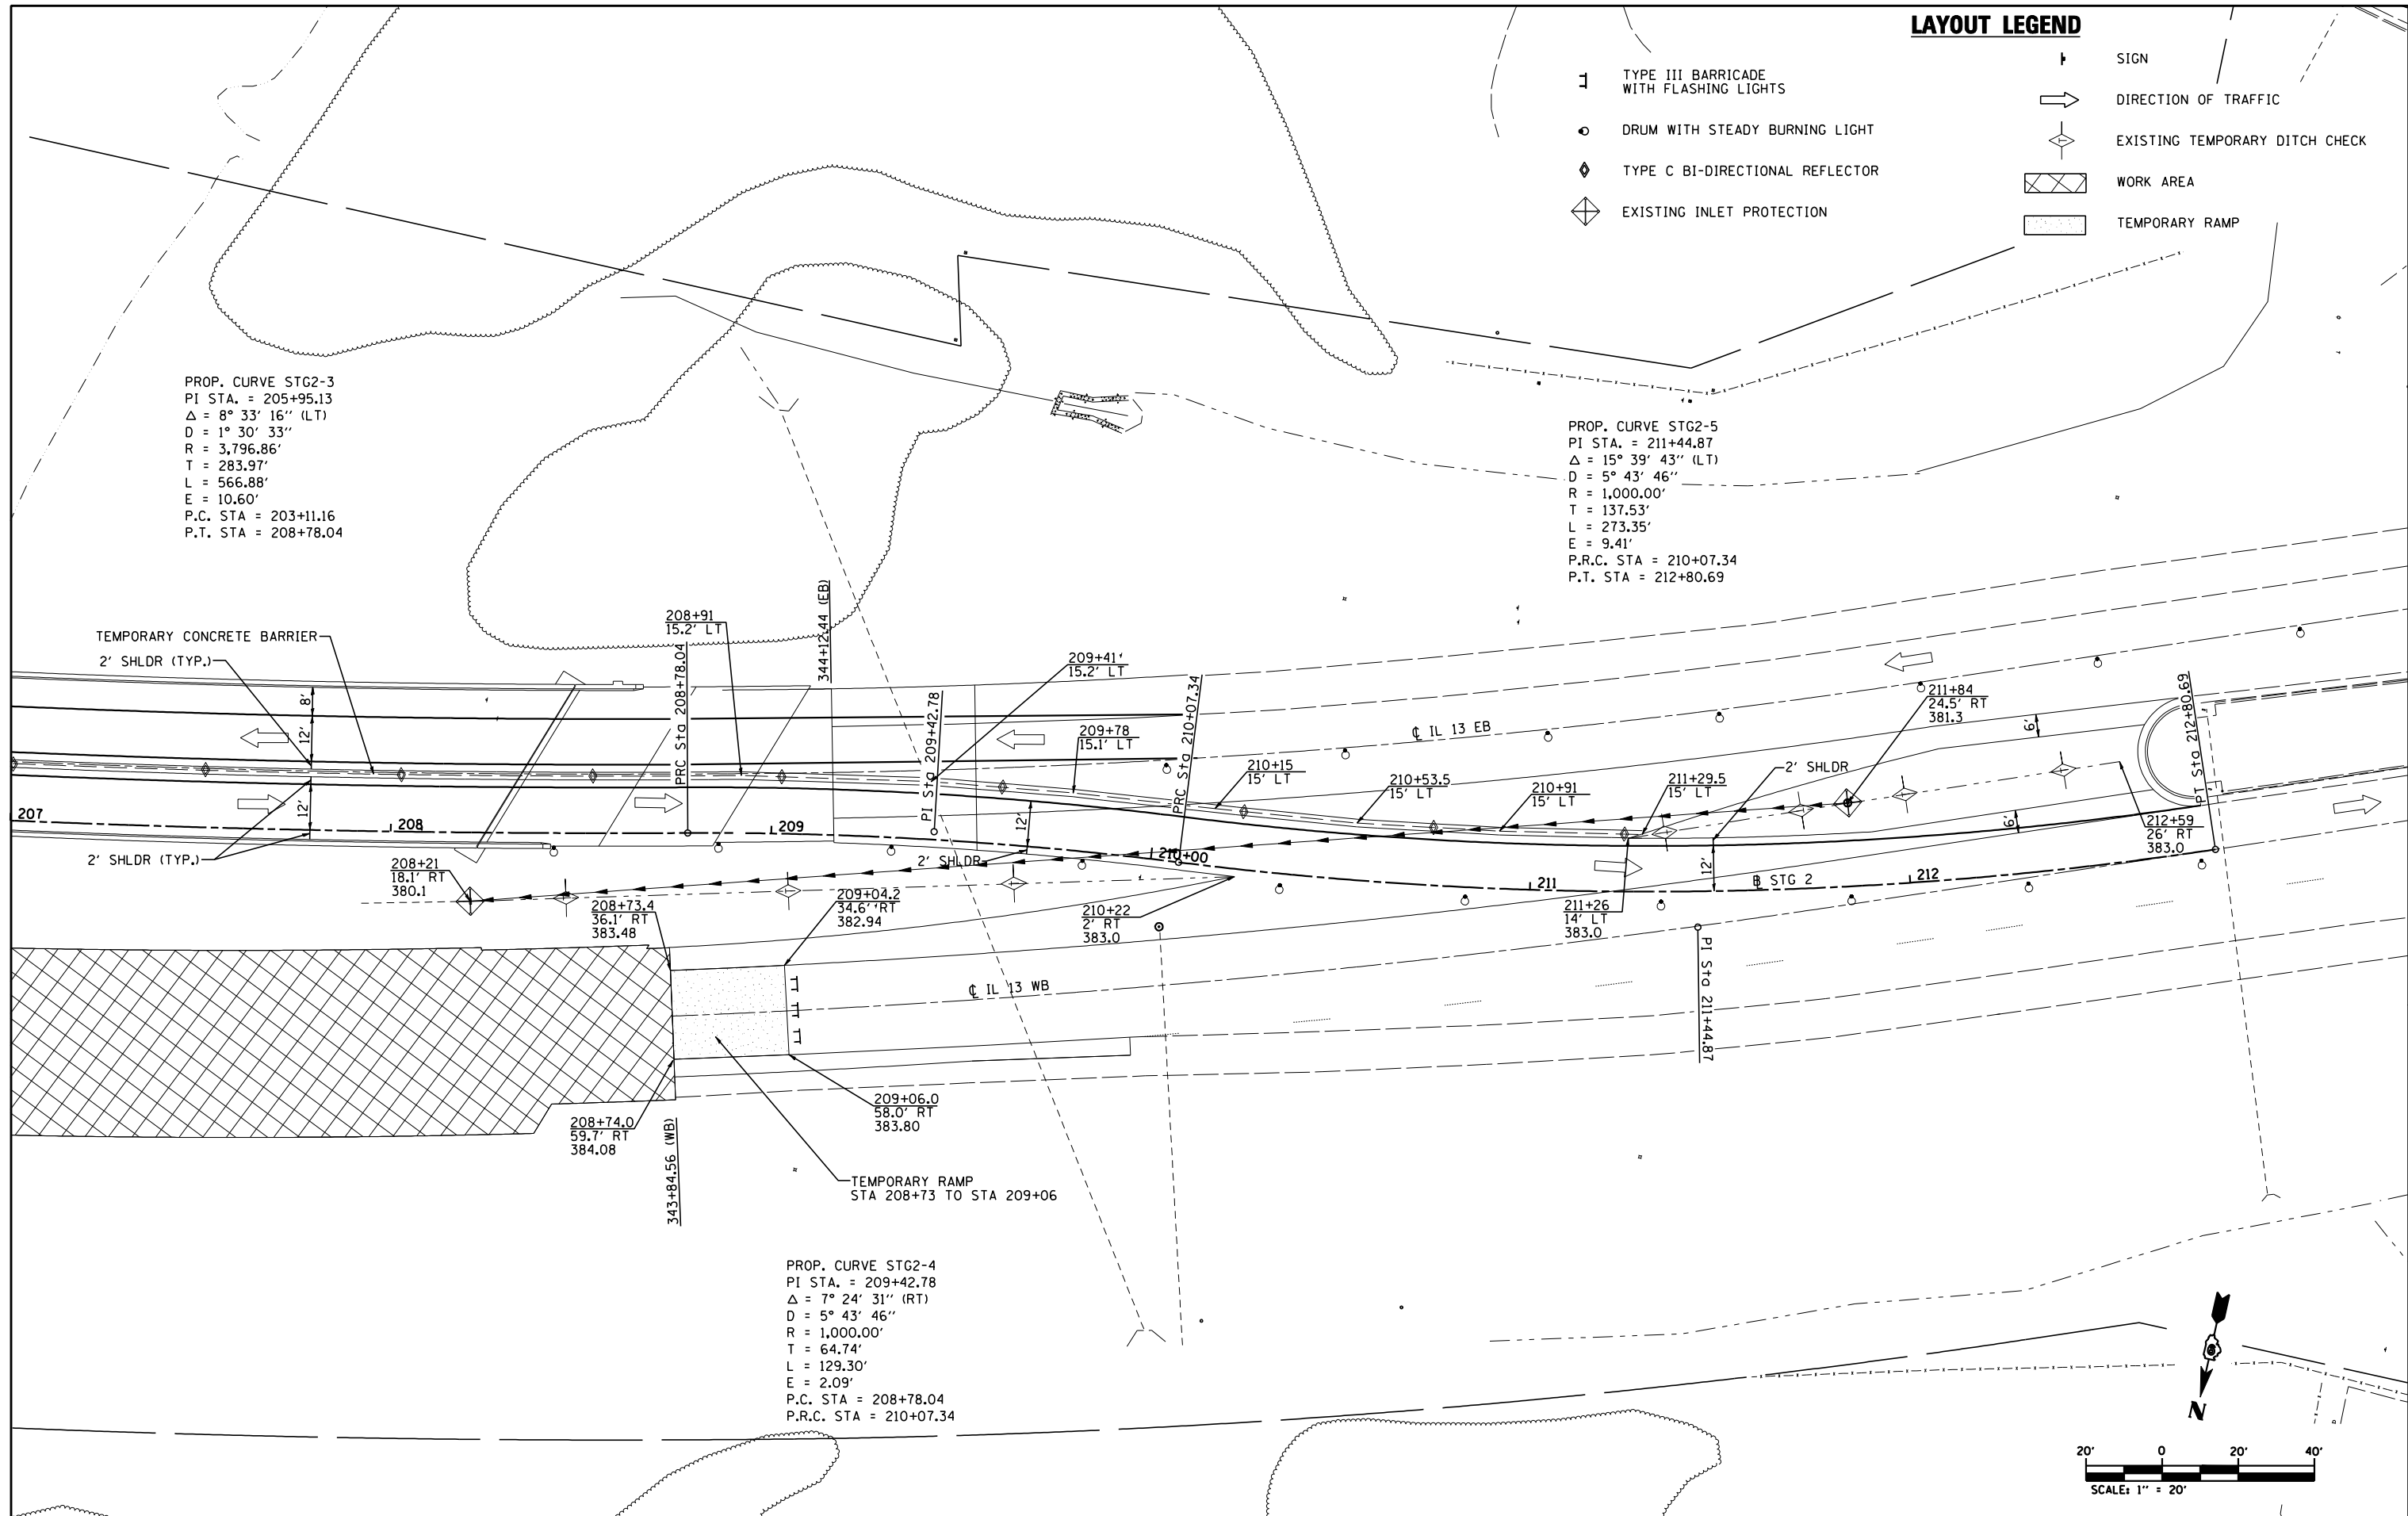 LAYOUT LEGEND
TYPE III BARRICADE
WITH FLASHING LIGHTS
DRUM WITH STEADY BURNING LIGHT
TYPE C BI-DIRECTIONAL REFLECTOR
EXISTING INLET PROTECTION
SIGN
DIRECTION OF TRAFFIC
EXISTING TEMPORARY DITCH CHECK
WORK AREA
TEMPORARY RAMP
PROP. CURVE STG2-3
PI STA. = 205+95.13
Δ = 8° 33' 16'' (LT)
D = 1° 30' 33''
R = 3,796.86'
T = 283.97'
L = 566.88'
E = 10.60'
P.C. STA = 203+11.16
P.T. STA = 208+78.04
PROP. CURVE STG2-5
PI STA. = 211+44.87
Δ = 15° 39' 43'' (LT)
D = 5° 43' 46''
R = 1,000.00'
T = 137.53'
L = 273.35'
E = 9.41'
P.R.C. STA = 210+07.34
P.T. STA = 212+80.69
TEMPORARY CONCRETE BARRIER
2' SHLDR (TYP.)
8'
12'
12'
207
208
209
210+00
211
212
2' SHLDR (TYP.)
208+91
15.2' LT
PRC Sta 208+78.04
344+12.44 (EB)
209+41'
15.2' LT
PI Sta 209+42.78
PRC Sta 210+07.34
209+78
15.1' LT
210+15
15' LT
210+53.5
15' LT
210+91
15' LT
211+29.5
15' LT
2' SHLDR
211+84
24.5' RT
381.3
℄ IL 13 EB
6'
6'
PT Sta 212+80.69
212+59
26' RT
383.0
12'
12'
2' SHLDR
208+21
18.1' RT
380.1
208+73.4
36.1' RT
383.48
209+04.2
34.6' 'RT
382.94
210+22
2' RT
383.0
211+26
14' LT
383.0
B STG 2
PI Sta 211+44.87
℄ IL 13 WB
208+74.0
59.7' RT
384.08
343+84.56 (WB)
209+06.0
58.0' RT
383.80
TEMPORARY RAMP
STA 208+73 TO STA 209+06
PROP. CURVE STG2-4
PI STA. = 209+42.78
Δ = 7° 24' 31'' (RT)
D = 5° 43' 46''
R = 1,000.00'
T = 64.74'
L = 129.30'
E = 2.09'
P.C. STA = 208+78.04
P.R.C. STA = 210+07.34
N
20' 0 20' 40'
SCALE: 1'' = 20'